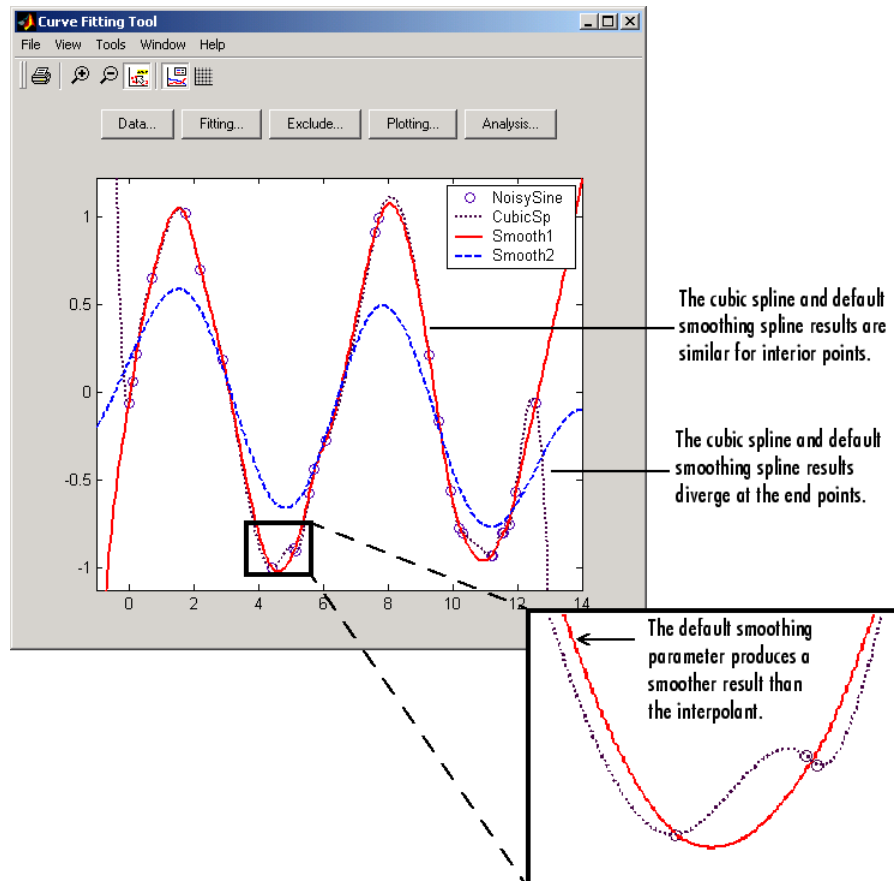 Curve Fitting Tool
File View Tools Window Help
Data... Fitting... Exclude... Plotting... Analysis...
NoisySine
CubicSp
Smooth1
Smooth2
1
0.5
0
-0.5
-1
0 2 4 6 8 10 12 14
The cubic spline and default
smoothing spline results are
similar for interior points.
The cubic spline and default
smoothing spline results
diverge at the end points.
The default smoothing
parameter produces a
smoother result than
the interpolant.